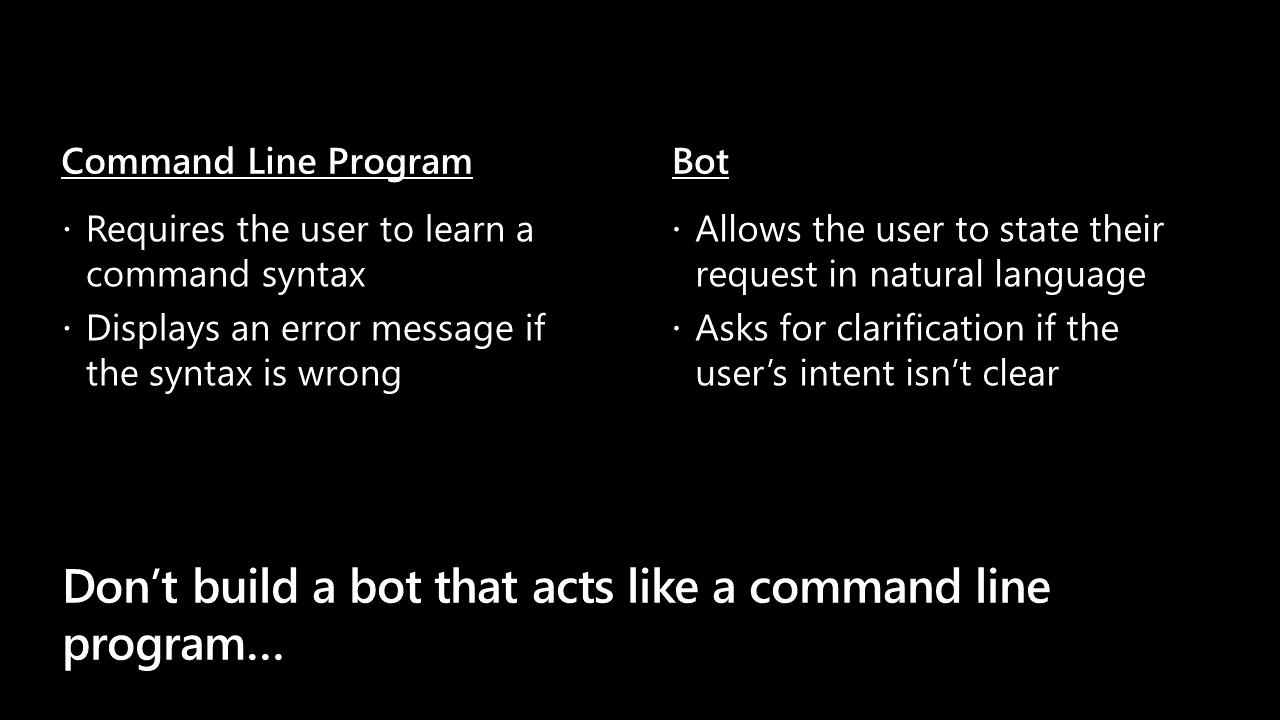 Command Line Program
· Requires the user to learn a
command syntax
· Displays an error message if
the syntax is wrong
Bot
· Allows the user to state their
request in natural language
· Asks for clarification if the
user’s intent isn’t clear
Don’t build a bot that acts like a command line
program…